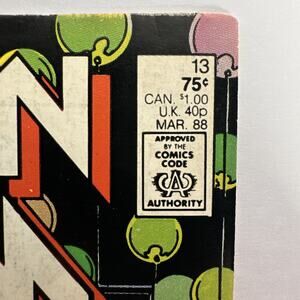 N
13
75¢
CAN. $1.00
U.K. 40p
MAR. 88
APPROVED
BY THE
COMICS
CODE
CA
AUTHORITY